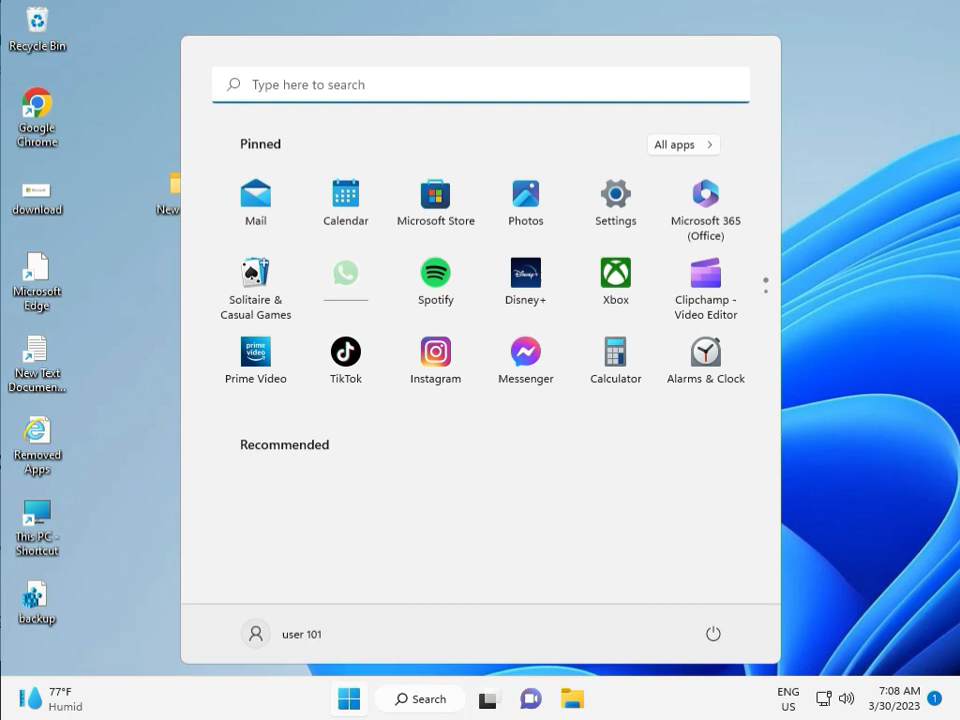 Recycle Bin
Google
Chrome
download
New
Microsoft
Edge
New Text
Documen...
Removed
Apps
This PC -
Shortcut
backup
Type here to search
Pinned
All apps
Mail
Calendar
Microsoft Store
Photos
Settings
Microsoft 365
(Office)
Solitaire &
Casual Games
Spotify
Disney+
Disney+
Xbox
Clipchamp -
Video Editor
prime
video
Prime Video
TikTok
Instagram
Messenger
Calculator
Alarms & Clock
Recommended
user 101
77°F
Humid
Search
ENG
US
7:08 AM
3/30/2023
1